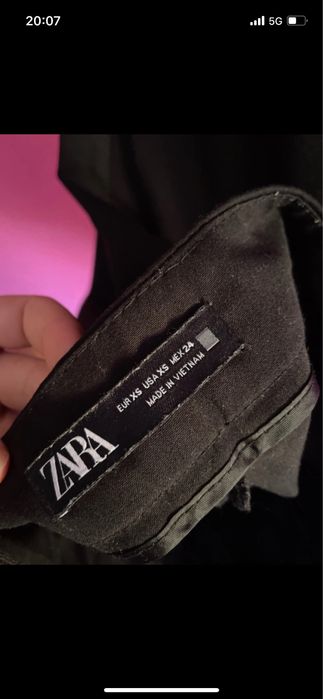 20:07
5G
ZARA
EUR XS USA XS MEX 24
MADE IN VIETNAM